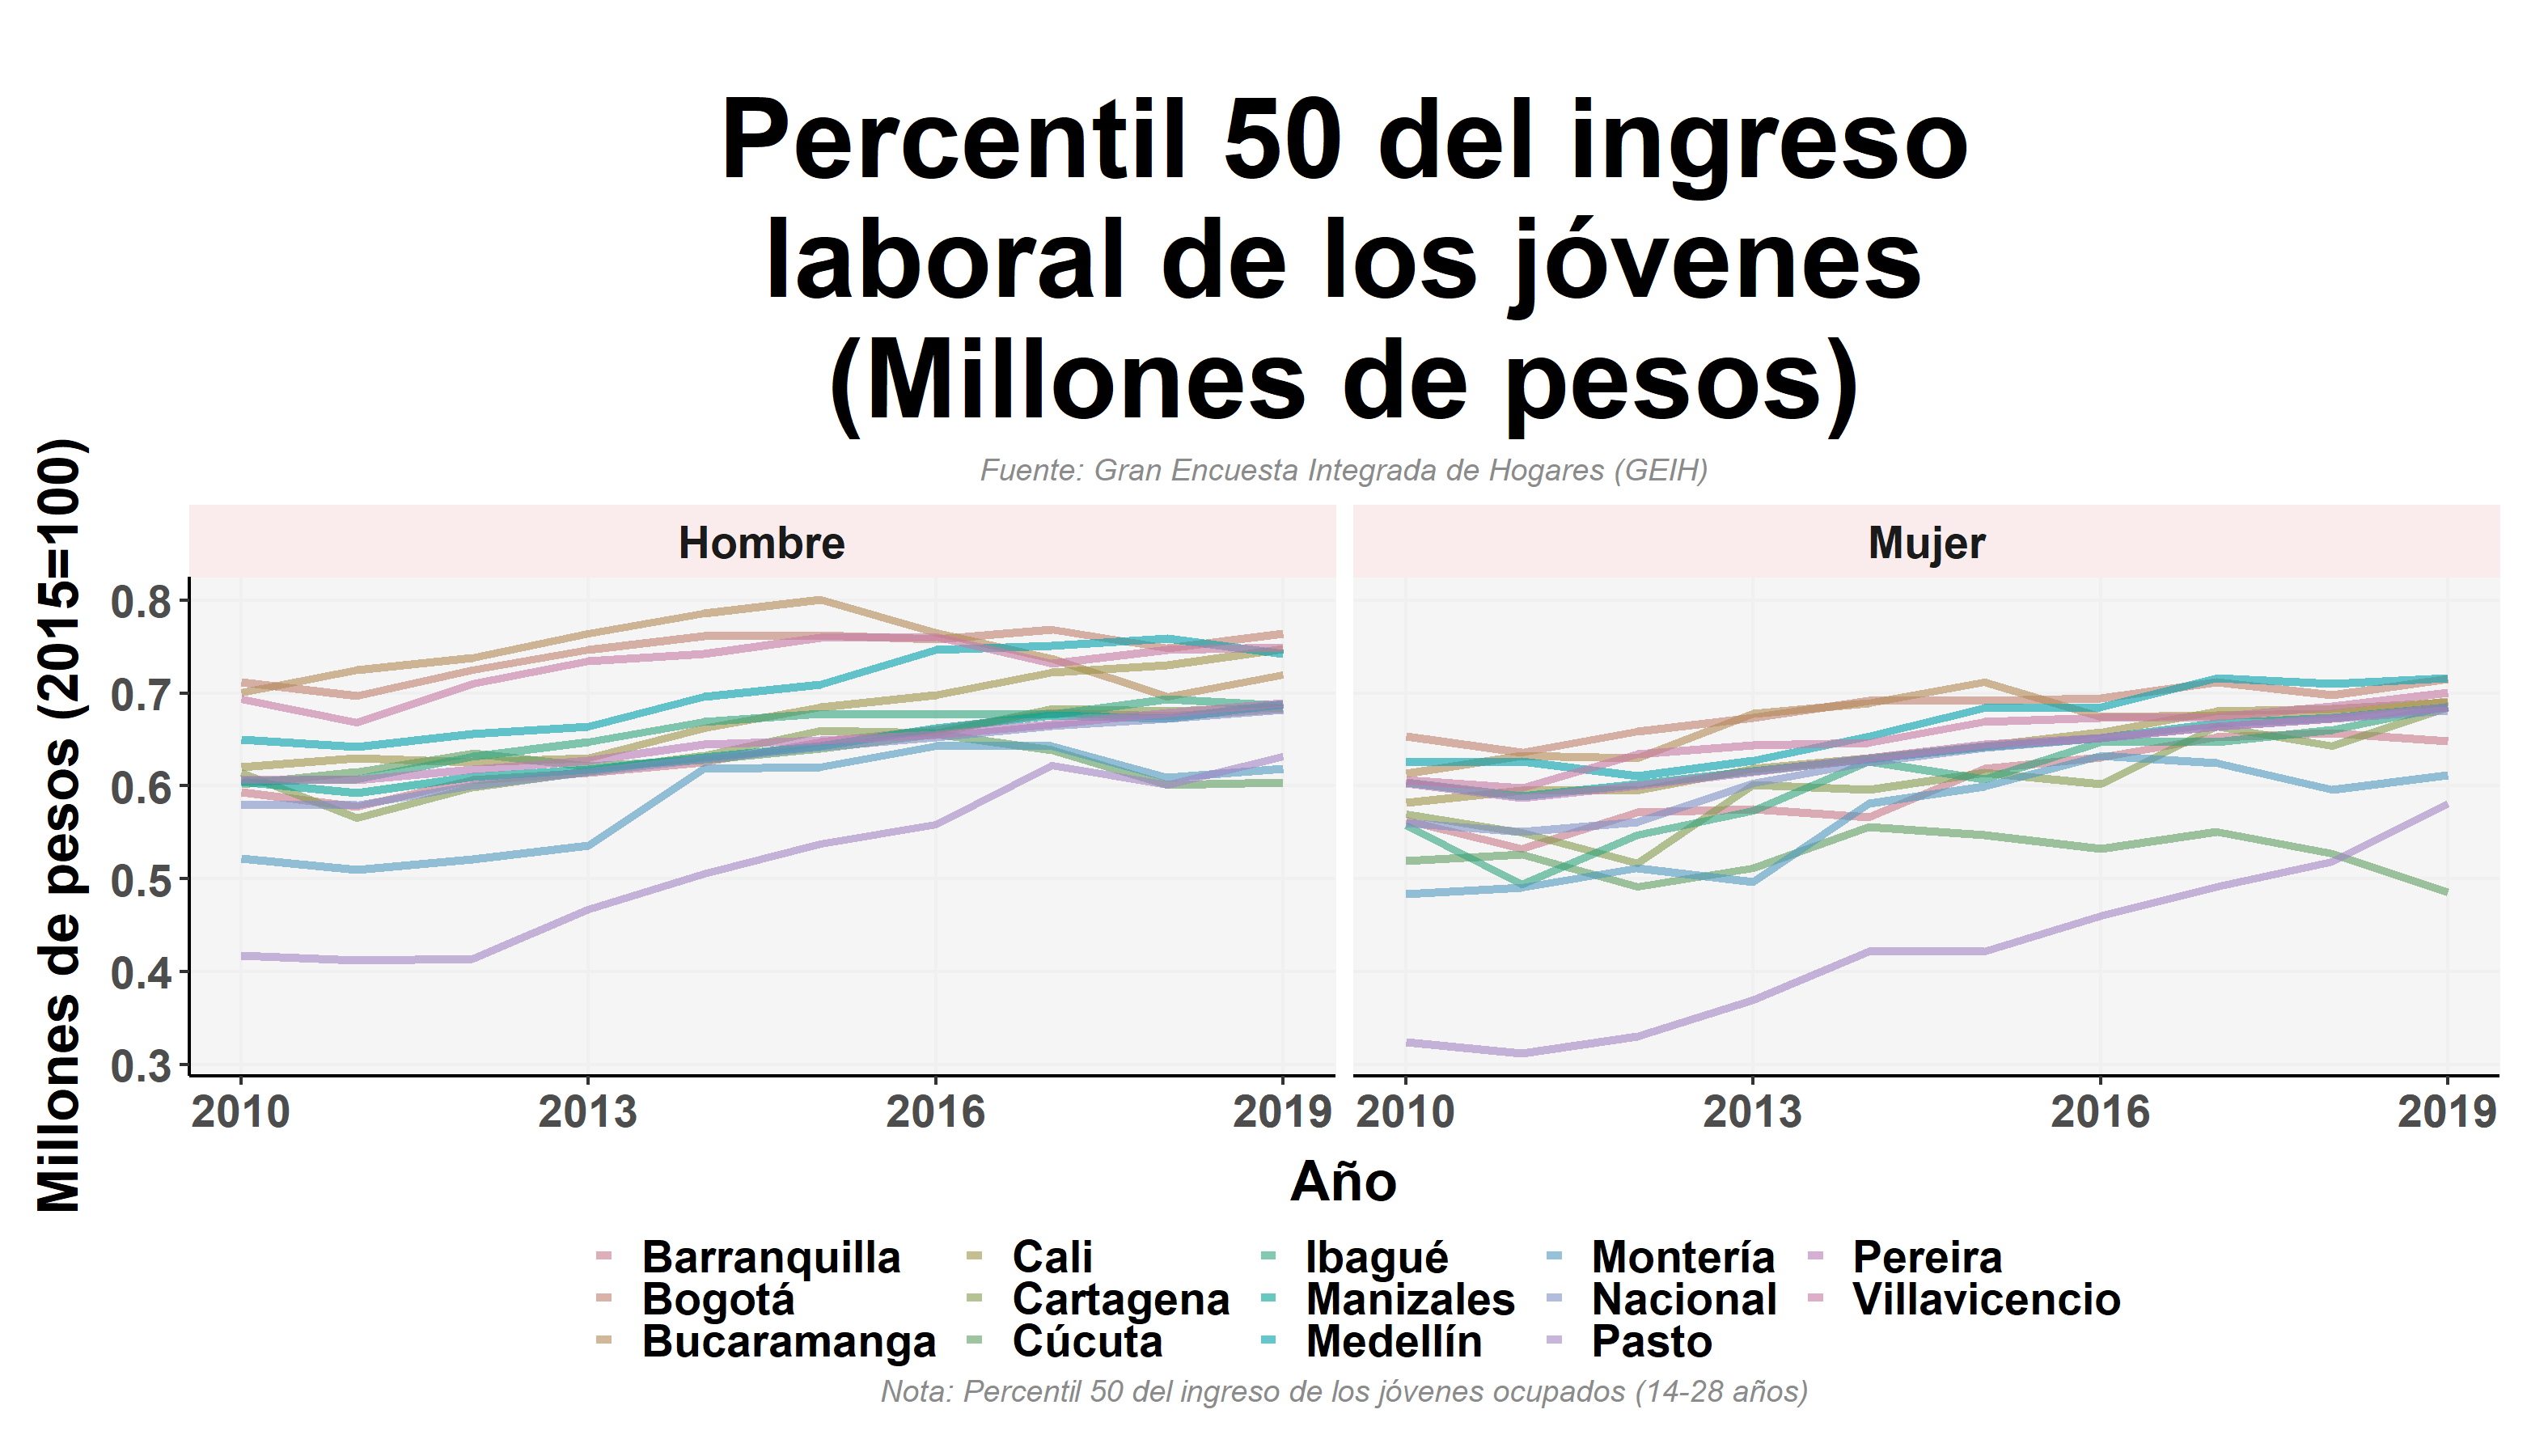 Percentil 50 del ingreso
laboral de los jóvenes
(Millones de pesos)
Fuente: Gran Encuesta Integrada de Hogares (GEIH)
Millones de pesos (2015=100)
Hombre
Mujer
0.8
0.7
0.6
0.5
0.4
0.3
2010 2013 2016 2019
2010 2013 2016 2019
Año
Barranquilla Cali Ibagué Montería Pereira
Bogotá Cartagena Manizales Nacional Villavicencio
Bucaramanga Cúcuta Medellín Pasto
Nota: Percentil 50 del ingreso de los jóvenes ocupados (14-28 años)